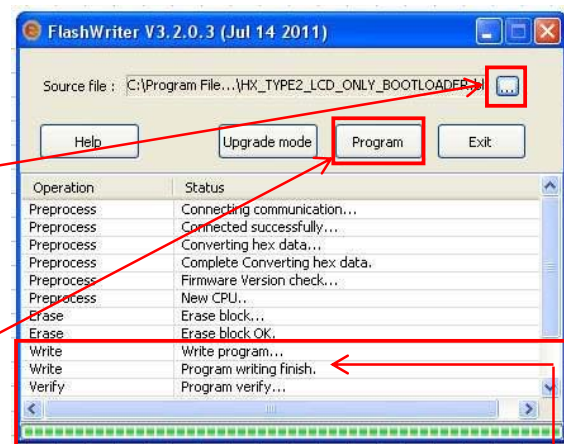 FlashWriter V3.2.0.3 (Jul 14 2011)
Source file : C:\Program File...\HX_TYPE2_LCD_ONLY_BOOTLOADER.bl ...
Help Upgrade mode Program Exit
Operation Status
Preprocess Connecting communication...
Preprocess Connected successfully...
Preprocess Converting hex data...
Preprocess Complete Converting hex data.
Preprocess Firmware Version check...
Preprocess New CPU..
Erase Erase block...
Erase Erase block OK.
Write Write program...
Write Program writing finish.
Verify Program verify...